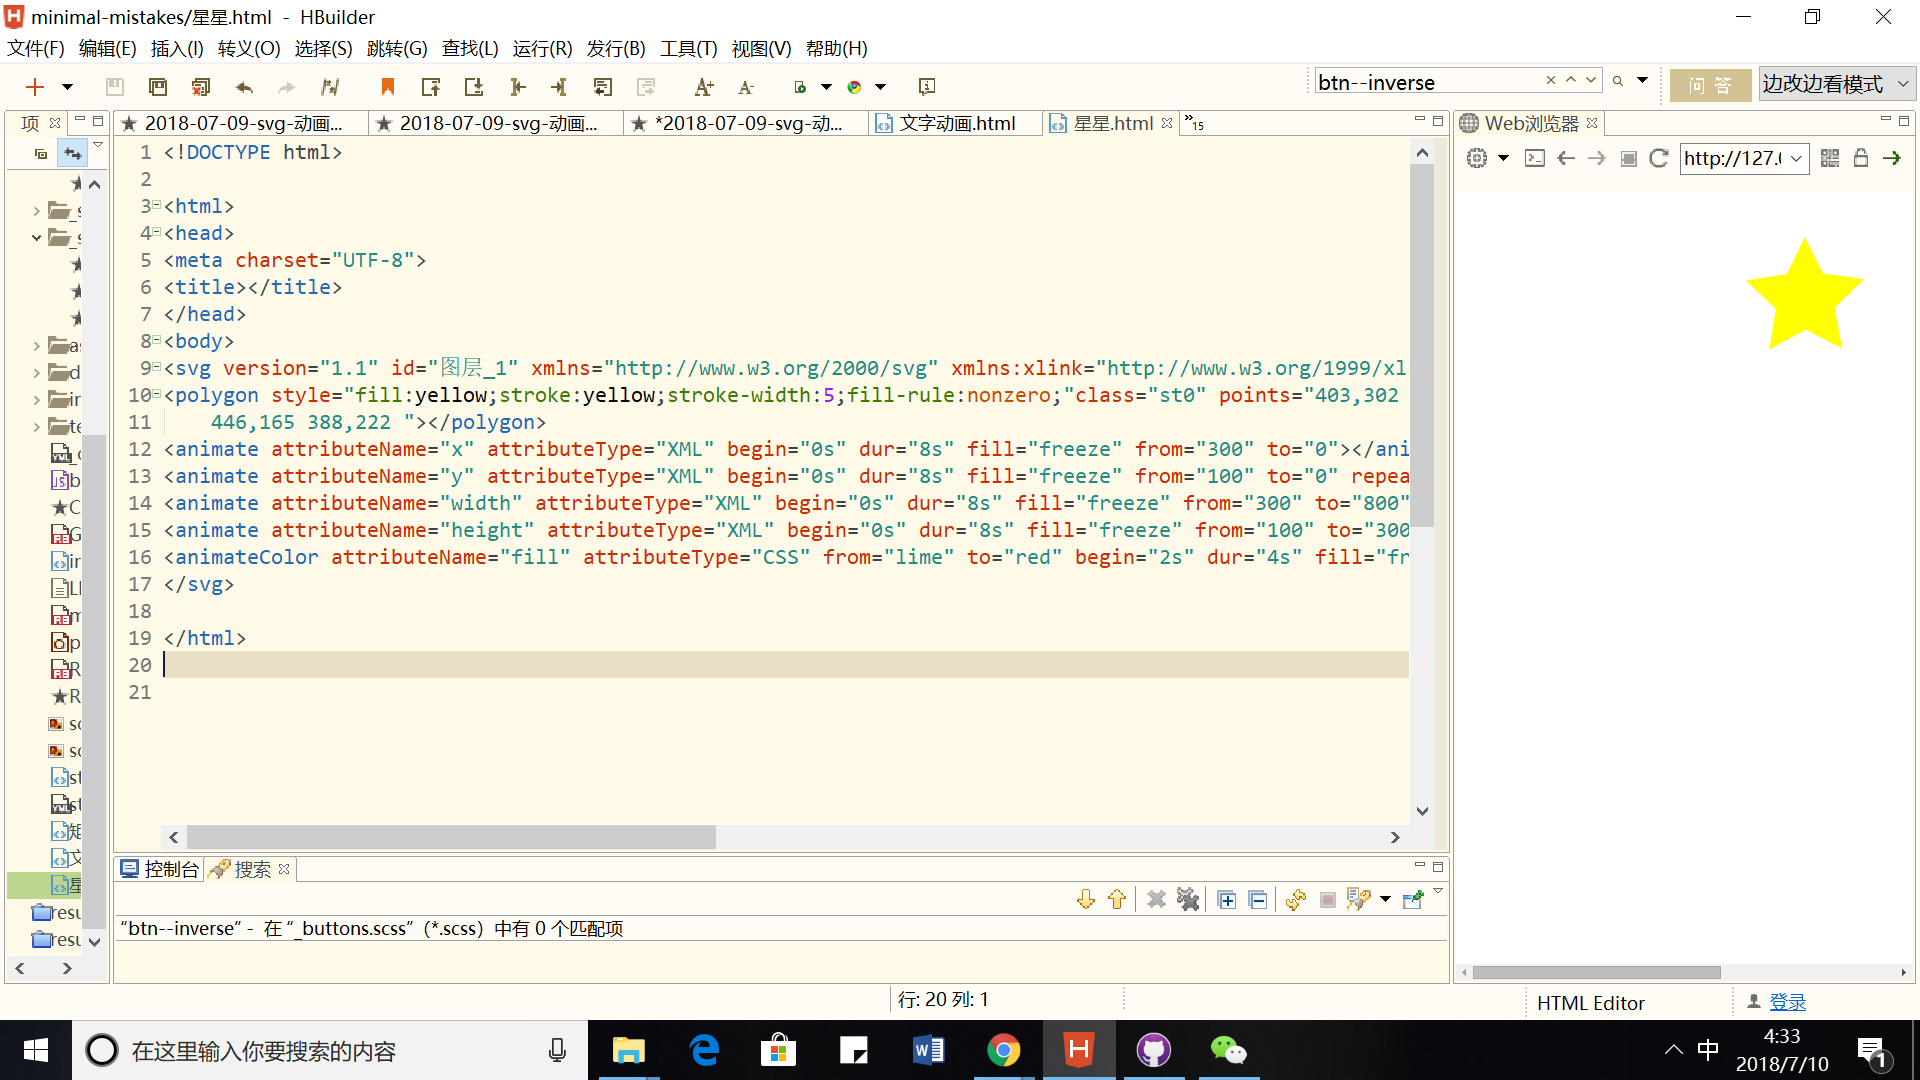 minimal-mistakes/星星.html - HBuilder
文件(F) 编辑(E) 插入(I) 转义(O) 选择(S) 跳转(G) 查找(L) 运行(R) 发行(B) 工具(T) 视图(V) 帮助(H)
btn--inverse
问 答
边改边看模式
项
2018-07-09-svg-动画...
2018-07-09-svg-动画...
*2018-07-09-svg-动...
文字动画.html
星星.html
»15
Web浏览器
http://127.
1 <!DOCTYPE html>
2
3 <html>
4 <head>
5 <meta charset="UTF-8">
6 <title></title>
7 </head>
8 <body>
9 <svg version="1.1" id="图层_1" xmlns="http://www.w3.org/2000/svg" xmlns:xlink="http://www.w3.org/1999/xl
10 <polygon style="fill:yellow;stroke:yellow;stroke-width:5;fill-rule:nonzero;"class="st0" points="403,302
11 446,165 388,222 "></polygon>
12 <animate attributeName="x" attributeType="XML" begin="0s" dur="8s" fill="freeze" from="300" to="0"></ani
13 <animate attributeName="y" attributeType="XML" begin="0s" dur="8s" fill="freeze" from="100" to="0" repea
14 <animate attributeName="width" attributeType="XML" begin="0s" dur="8s" fill="freeze" from="300" to="800"
15 <animate attributeName="height" attributeType="XML" begin="0s" dur="8s" fill="freeze" from="100" to="300
16 <animateColor attributeName="fill" attributeType="CSS" from="lime" to="red" begin="2s" dur="4s" fill="fr
17 </svg>
18
19 </html>
20
21
resu
resu
控制台
搜索
"btn--inverse" - 在 "_buttons.scss" (*.scss) 中有 0 个匹配项
行: 20 列: 1
HTML Editor
登录
在这里输入你要搜索的内容
中
4:33
2018/7/10
1